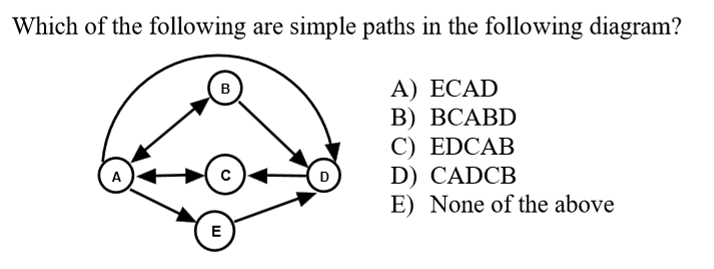 Which of the following are simple paths in the following diagram?
B
A) ECAD
B) BCABD
A
C
D
C) EDCAB
D) CADCB
E) None of the above
E